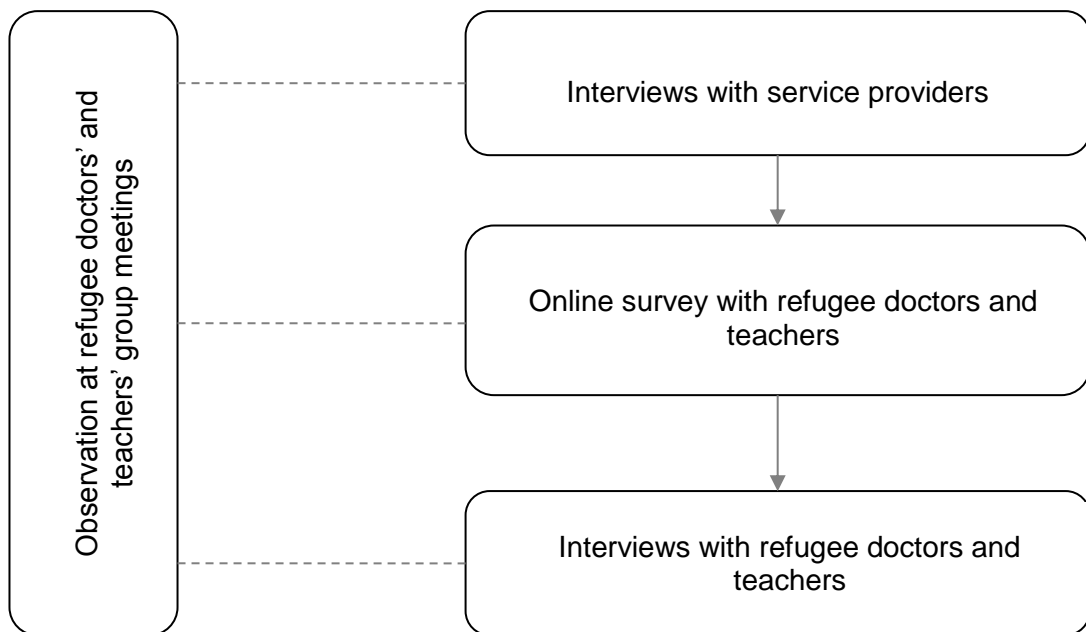 Observation at refugee doctors’ and
teachers’ group meetings
Interviews with service providers
Online survey with refugee doctors and
teachers
Interviews with refugee doctors and
teachers